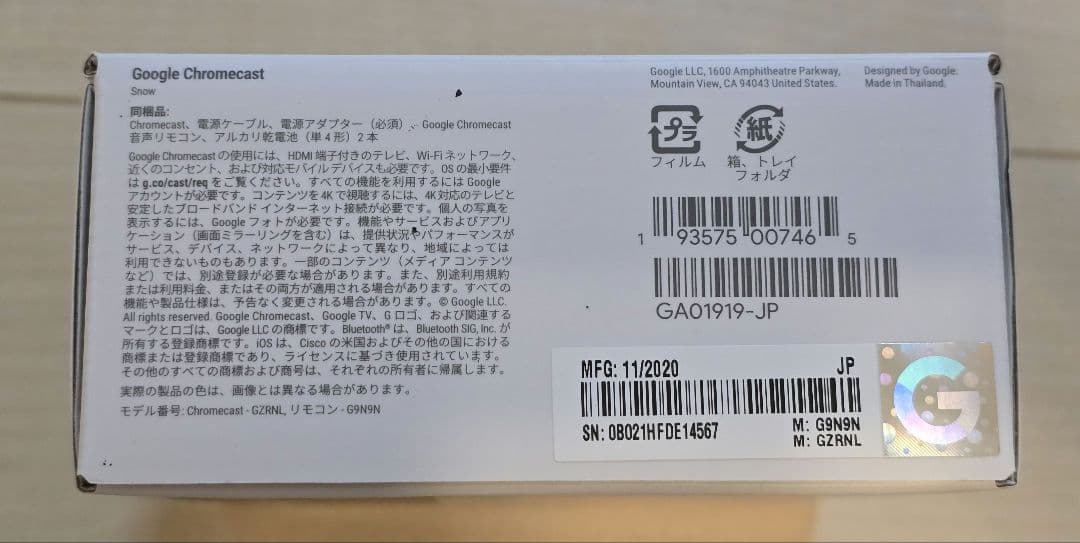 Google Chromecast
Snow
同梱品:
Chromecast、電源ケーブル、電源アダプター（必須）、Google Chromecast
音声リモコン、アルカリ乾電池（単4形）2本
Google Chromecast の使用には、HDMI 端子付きのテレビ、Wi-Fi ネットワーク、
近くのコンセント、および対応モバイル デバイスも必要です。OS の最小要件
は g.co/cast/req をご覧ください。すべての機能を利用するには Google
アカウントが必要です。コンテンツを 4K で視聴するには、4K 対応のテレビと
安定したブロードバンド インターネット接続が必要です。個人の写真を
表示するには、Google フォトが必要です。機能やサービスおよびアプリ
ケーション（画面ミラーリングを含む）は、提供状況やパフォーマンスが
サービス、デバイス、ネットワークによって異なり、地域によっては
利用できないものもあります。一部のコンテンツ（メディア コンテンツ
など）では、別途登録が必要な場合があります。また、別途利用規約
または利用料金、またはその両方が適用される場合があります。すべての
機能や製品仕様は、予告なく変更される場合があります。© Google LLC.
All rights reserved. Google Chromecast、Google TV、G ロゴ、および関連する
マークとロゴは、Google LLC の商標です。Bluetooth® は、Bluetooth SIG, Inc. が
所有する登録商標です。iOS は、Cisco の米国およびその他の国における
商標または登録商標であり、ライセンスに基づき使用されています。
その他のすべての商標および商号は、それぞれの所有者に帰属します。
実際の製品の色は、画像とは異なる場合があります。
モデル番号: Chromecast - GZRNL, リモコン - G9N9N
Google LLC, 1600 Amphitheatre Parkway,
Mountain View, CA 94043 United States.
Designed by Google.
Made in Thailand.
プラ
フィルム
紙
箱、トレイ
フォルダ
1 93575 00746 5
GA01919-JP
MFG: 11/2020 JP
SN: 0B021HFDE14567
M: G9N9N
M: GZRNL
G